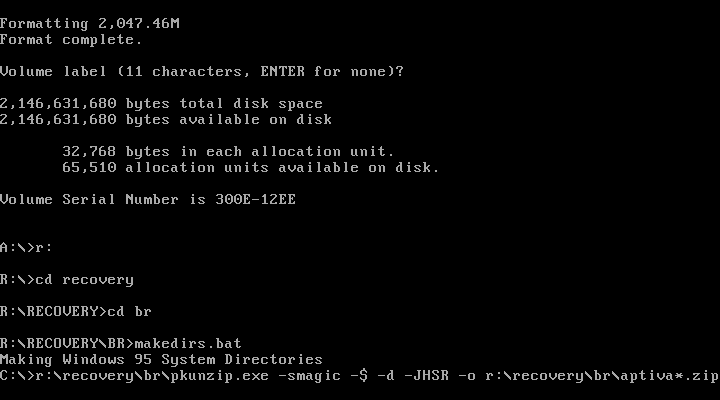 Formatting 2,047.46M
Format complete.
Volume label (11 characters, ENTER for none)?
2,146,631,680 bytes total disk space
2,146,631,680 bytes available on disk
32,768 bytes in each allocation unit.
65,510 allocation units available on disk.
Volume Serial Number is 300E-12EE
A:\>r:
R:\>cd recovery
R:\RECOVERY>cd br
R:\RECOVERY\BR>makedirs.bat
Making Windows 95 System Directories
C:\>r:\recovery\br\pkunzip.exe -smagic -$ -d -JHSR -o r:\recovery\br\aptiva*.zip